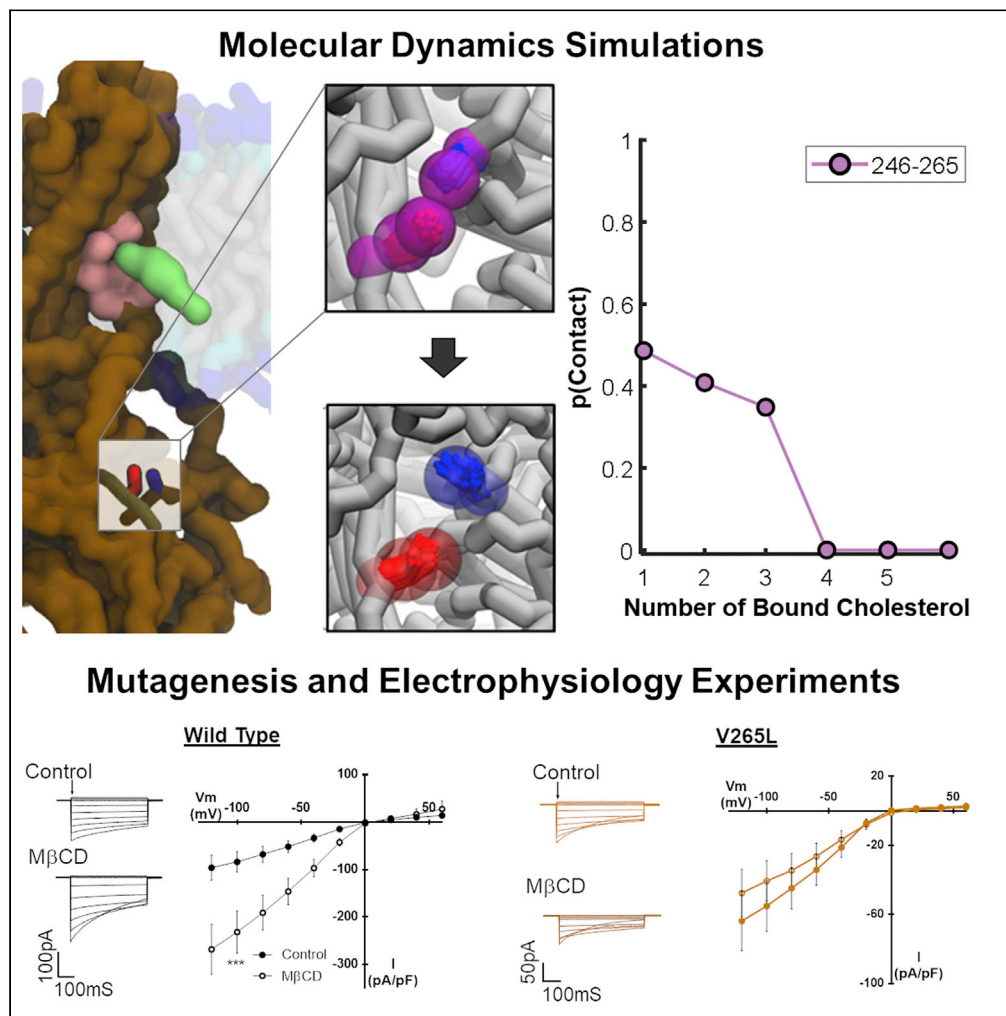 Molecular Dynamics Simulations
1
0.8
0.6
0.4
0.2
0
p(Contact)
246-265
1 2 3 4 5
Number of Bound Cholesterol
Mutagenesis and Electrophysiology Experiments
Wild Type
Control
MβCD
100pA
100mS
Vm
(mV)
-100 -50 50
100
-100
-200
-300
I
(pA/pF)
***
Control
MβCD
V265L
Control
MβCD
50pA
100mS
Vm
(mV)
-100 -50 50
20
-20
-60
-100
I
(pA/pF)